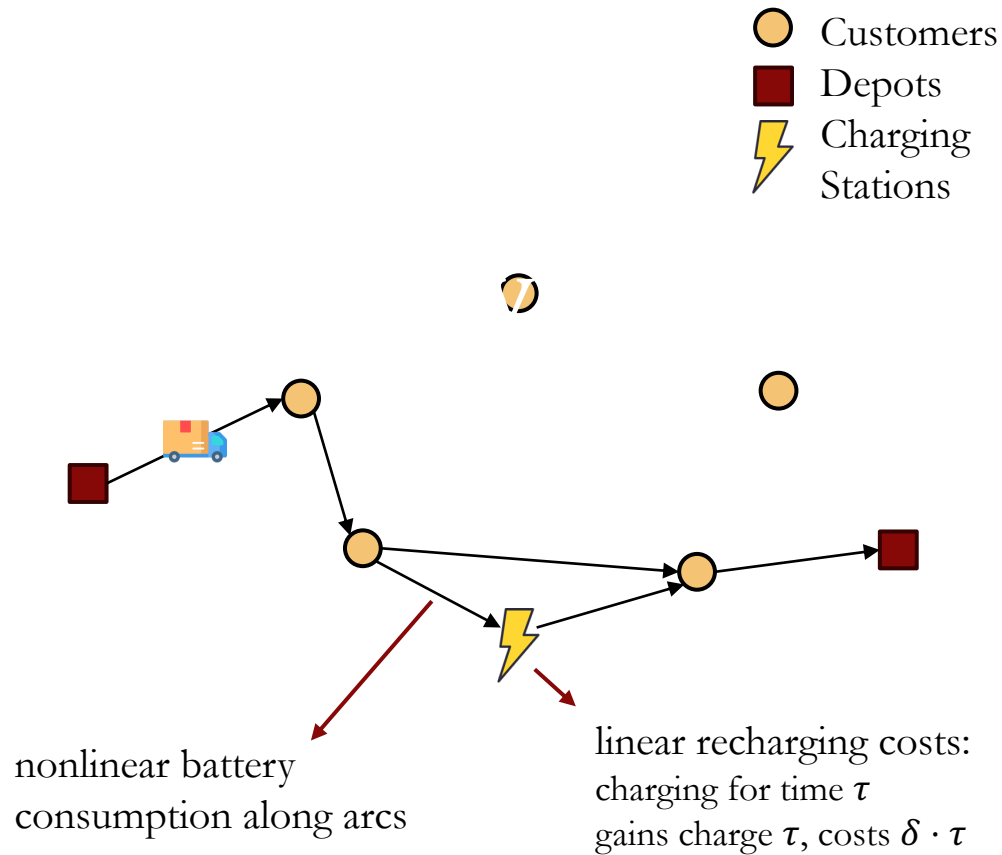 Customers
Depots
Charging
Stations
nonlinear battery
consumption along arcs
linear recharging costs:
charging for time τ
gains charge τ, costs δ · τ